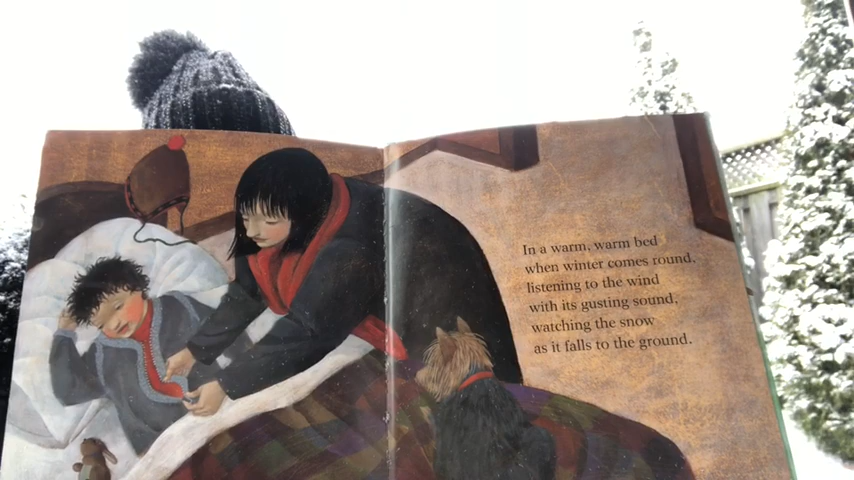 In a warm, warm bed
when winter comes round,
listening to the wind
with its gusting sound,
watching the snow
as it falls to the ground.